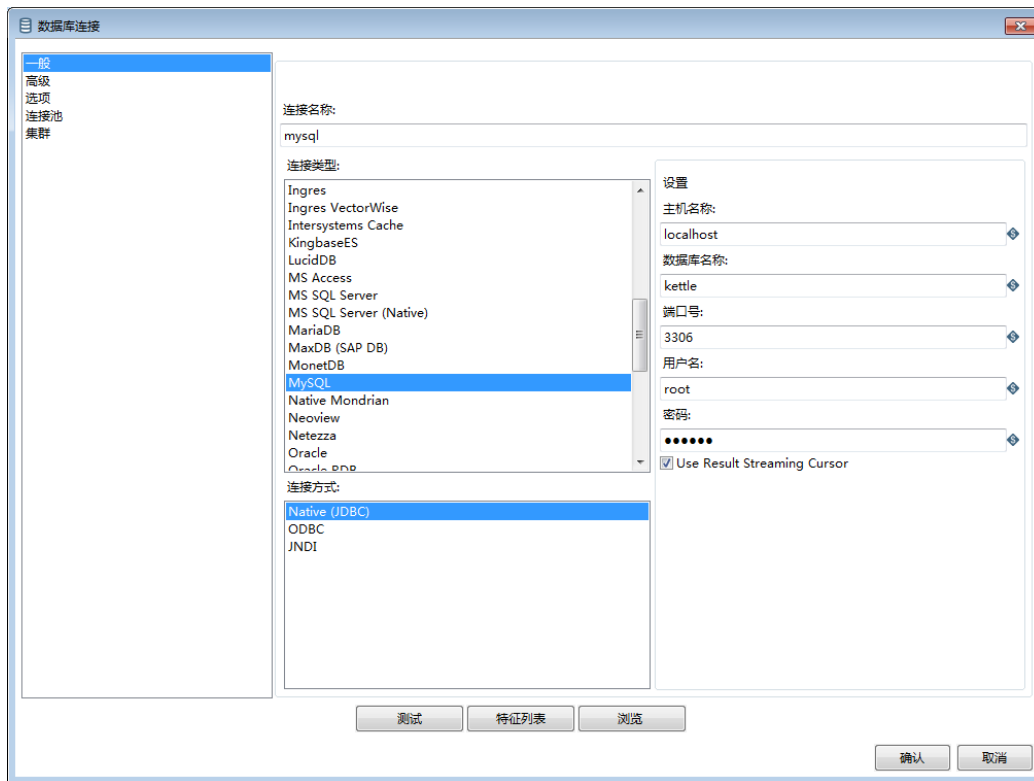 数据库连接
一般
高级
选项
连接池
集群
连接名称:
mysql
连接类型:
Ingres
Ingres VectorWise
Intersystems Cache
KingbaseES
LucidDB
MS Access
MS SQL Server
MS SQL Server (Native)
MariaDB
MaxDB (SAP DB)
MonetDB
MySQL
Native Mondrian
Neoview
Netezza
Oracle
Oracle RDB
连接方式:
Native (JDBC)
ODBC
JNDI
设置
主机名称:
localhost
数据库名称:
kettle
端口号:
3306
用户名:
root
密码:
●●●●●●
Use Result Streaming Cursor
测试
特征列表
浏览
确认
取消